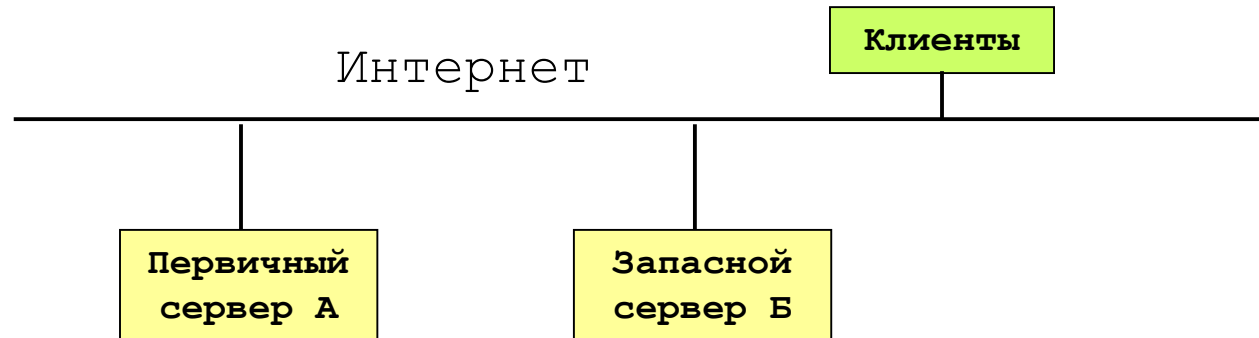 Клиенты
Интернет
Первичный
сервер А
Запасной
сервер Б